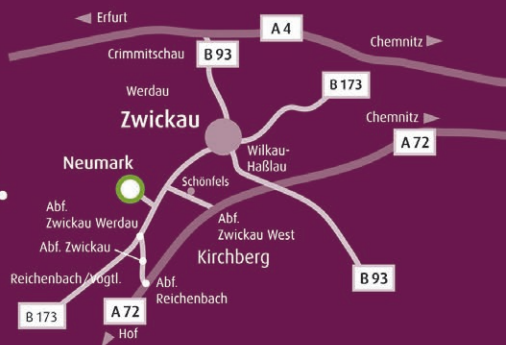 Erfurt
A 4
Chemnitz
Crimmitschau
B 93
Werdau
B 173
Zwickau
Chemnitz
A 72
Wilkau-
Haßlau
Neumark
Schönfels
Abf.
Zwickau Werdau
Abf.
Zwickau West
Abf. Zwickau
Kirchberg
Reichenbach/Vogtl.
Abf.
Reichenbach
B 93
B 173
A 72
Hof